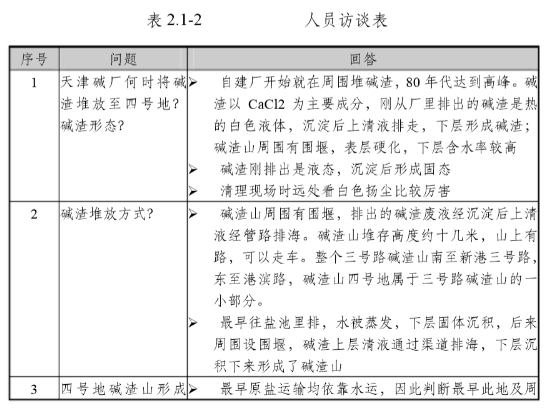 表 2.1-2 人员访谈表
序号 问题 回答
1 天津碱厂何时将碱渣堆放至四号地？碱渣形态？
➢ 自建厂开始就在周围堆碱渣，80 年代达到高峰。碱
渣以 CaCl2 为主要成分，刚从厂里排出的碱渣是热
的白色液体，沉淀后上清液排走，下层形成碱渣；
碱渣山周围有围堰，表层硬化，下层含水率较高
➢ 碱渣刚排出是液态，沉淀后形成固态
➢ 清理现场时远处看白色扬尘比较厉害
2 碱渣堆放方式？
➢ 碱渣山周围有围堰，排出的碱渣废液经沉淀后上清
液经管路排海。碱渣山堆存高度约十几米，山上有
路，可以走车。整个三号路碱渣山南至新港三号路，
东至港滨路，碱渣山四号地属于三号路碱渣山的一
小部分。
➢ 最早往盐池里排，水被蒸发，下层固体沉积，后来
周围设围堰，碱渣上层清液通过渠道排海，下层沉
积下来形成了碱渣山
3 四号地碱渣山形成
➢ 最早原盐运输均依靠水运，因此判断最早此地及周